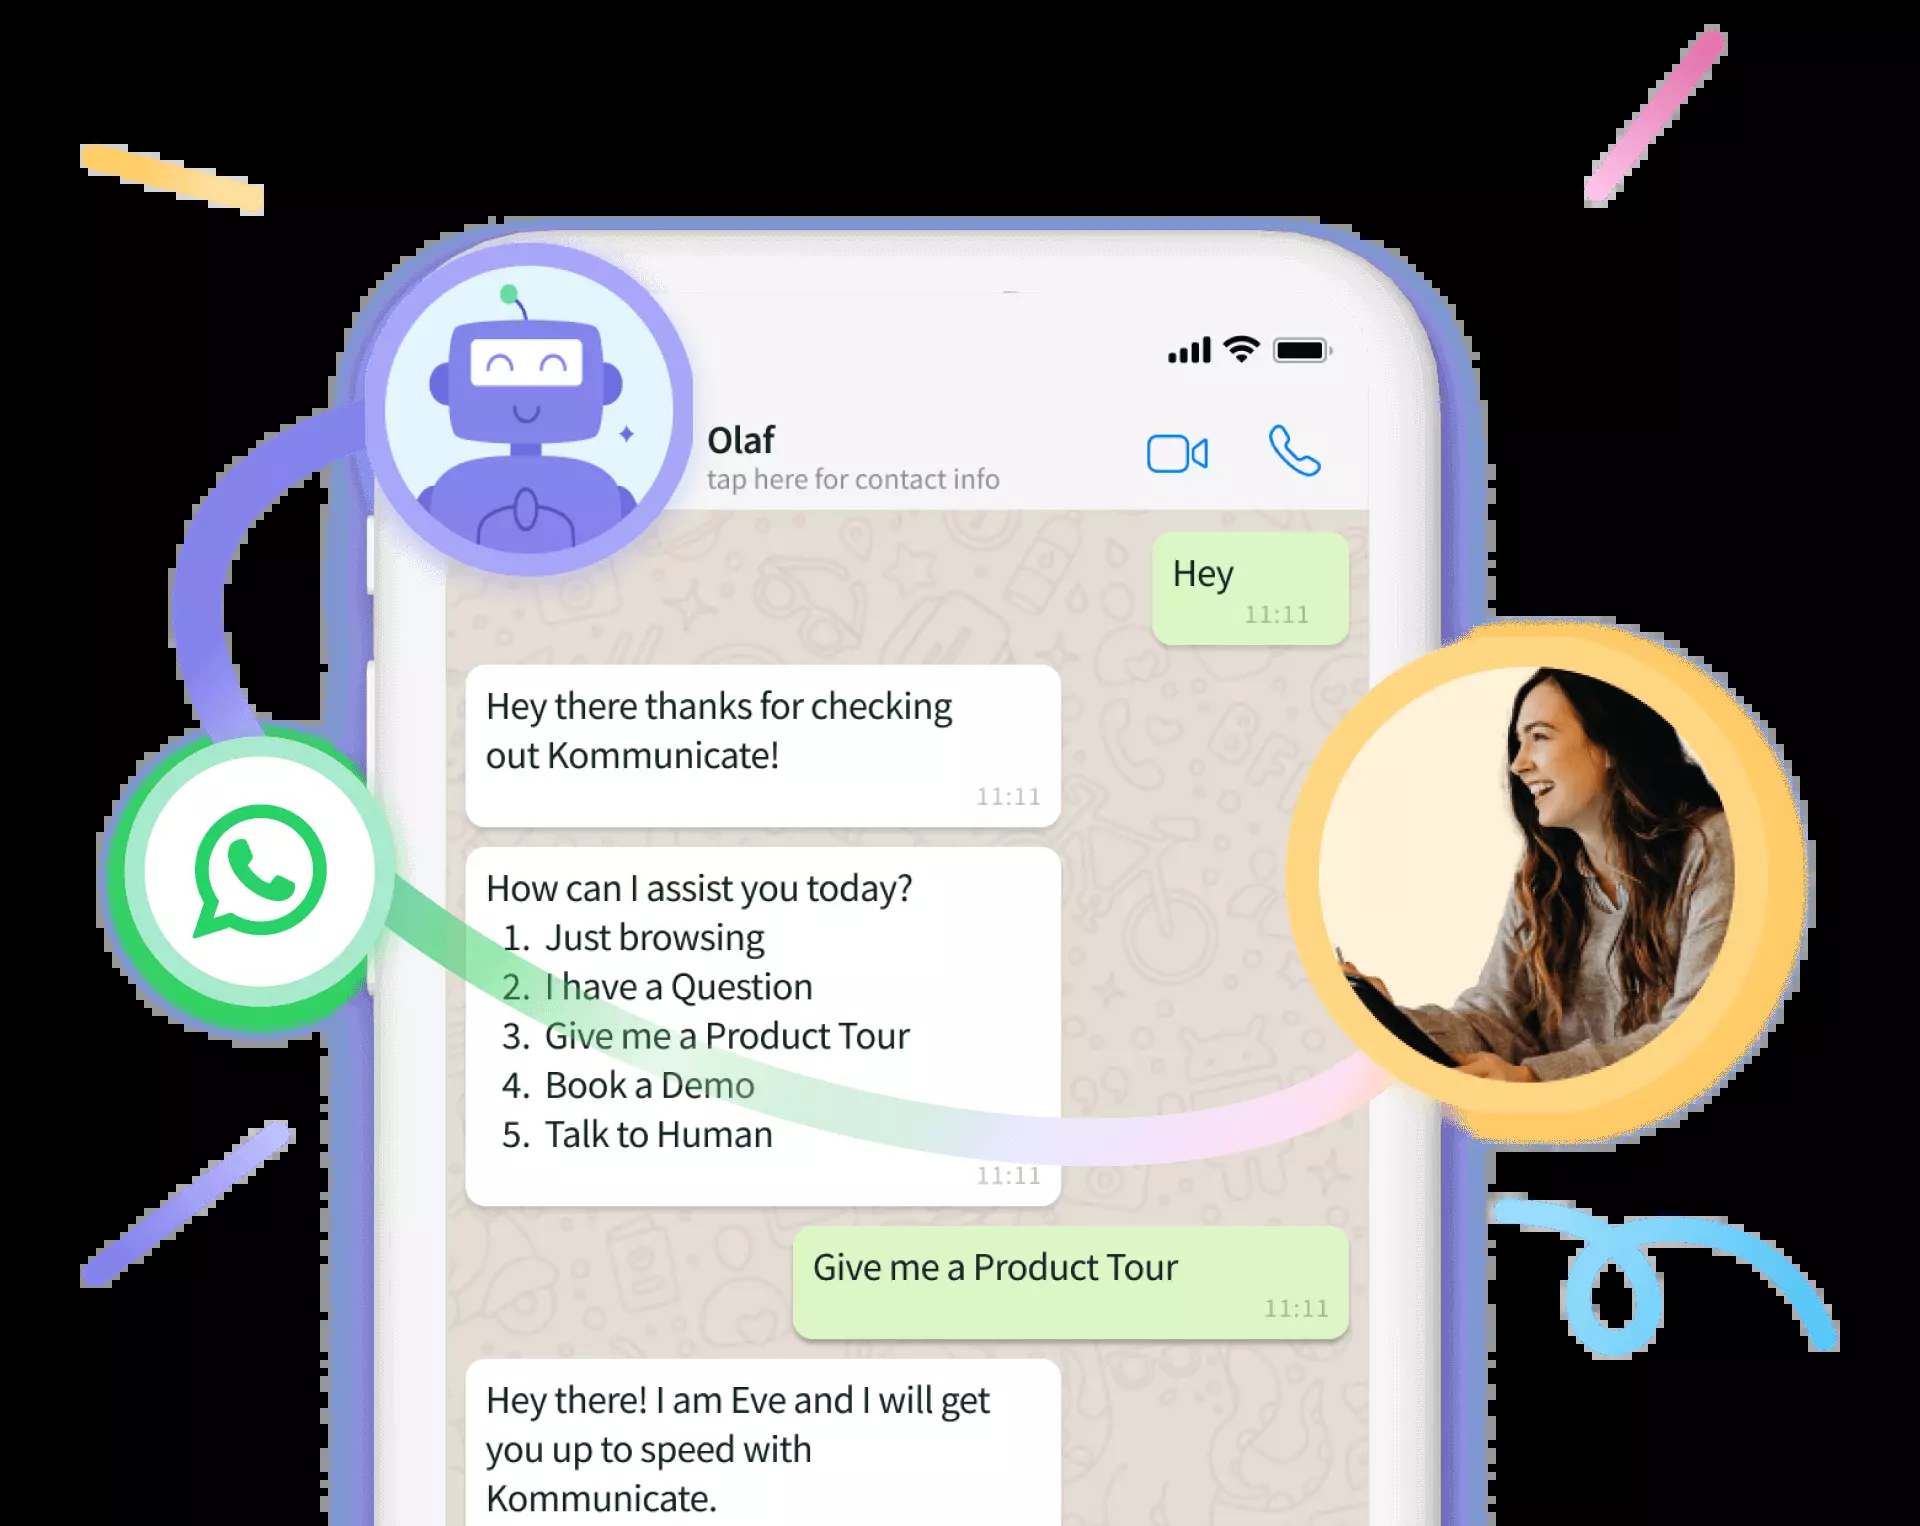 Olaf
tap here for contact info
Hey
11:11
Hey there thanks for checking
out Kommunicate!
11:11
How can I assist you today?
1. Just browsing
2. I have a Question
3. Give me a Product Tour
4. Book a Demo
5. Talk to Human
11:11
Give me a Product Tour
11:11
Hey there! I am Eve and I will get
you up to speed with
Kommunicate.